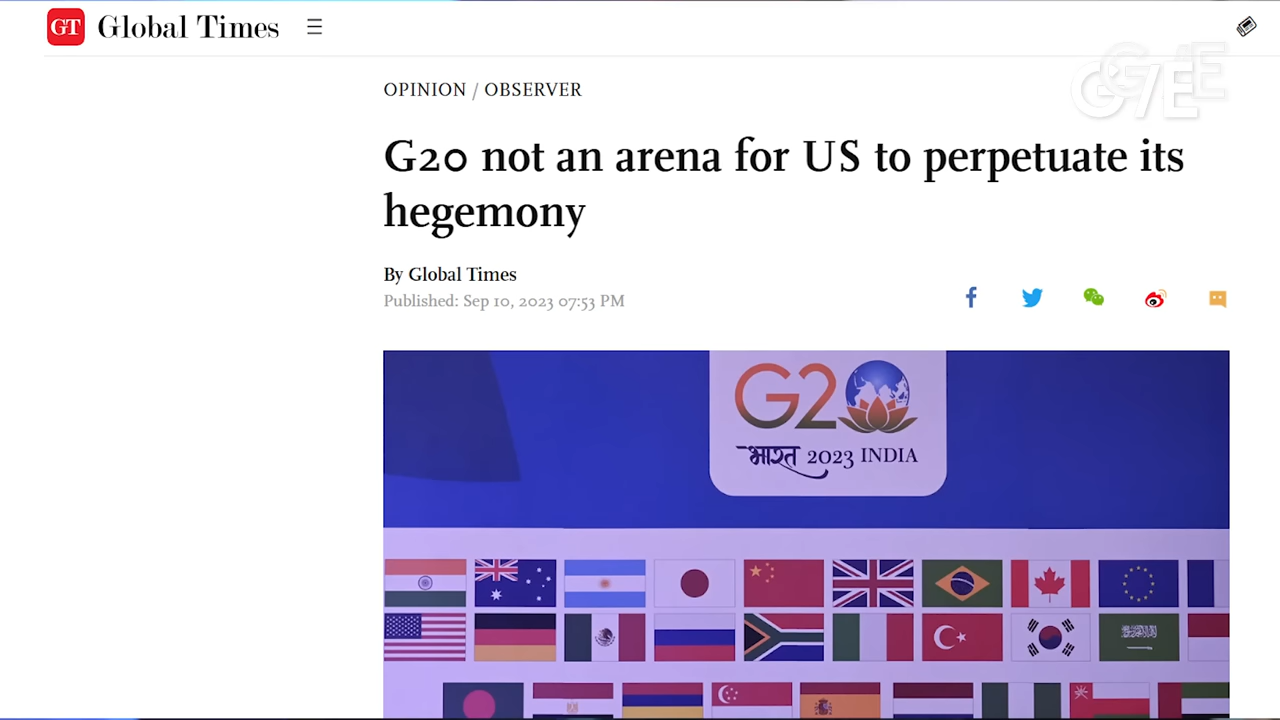 GT Global Times
OPINION / OBSERVER
G20 not an arena for US to perpetuate its
hegemony
By Global Times
Published: Sep 10, 2023 07:53 PM
G20
भारत 2023 INDIA